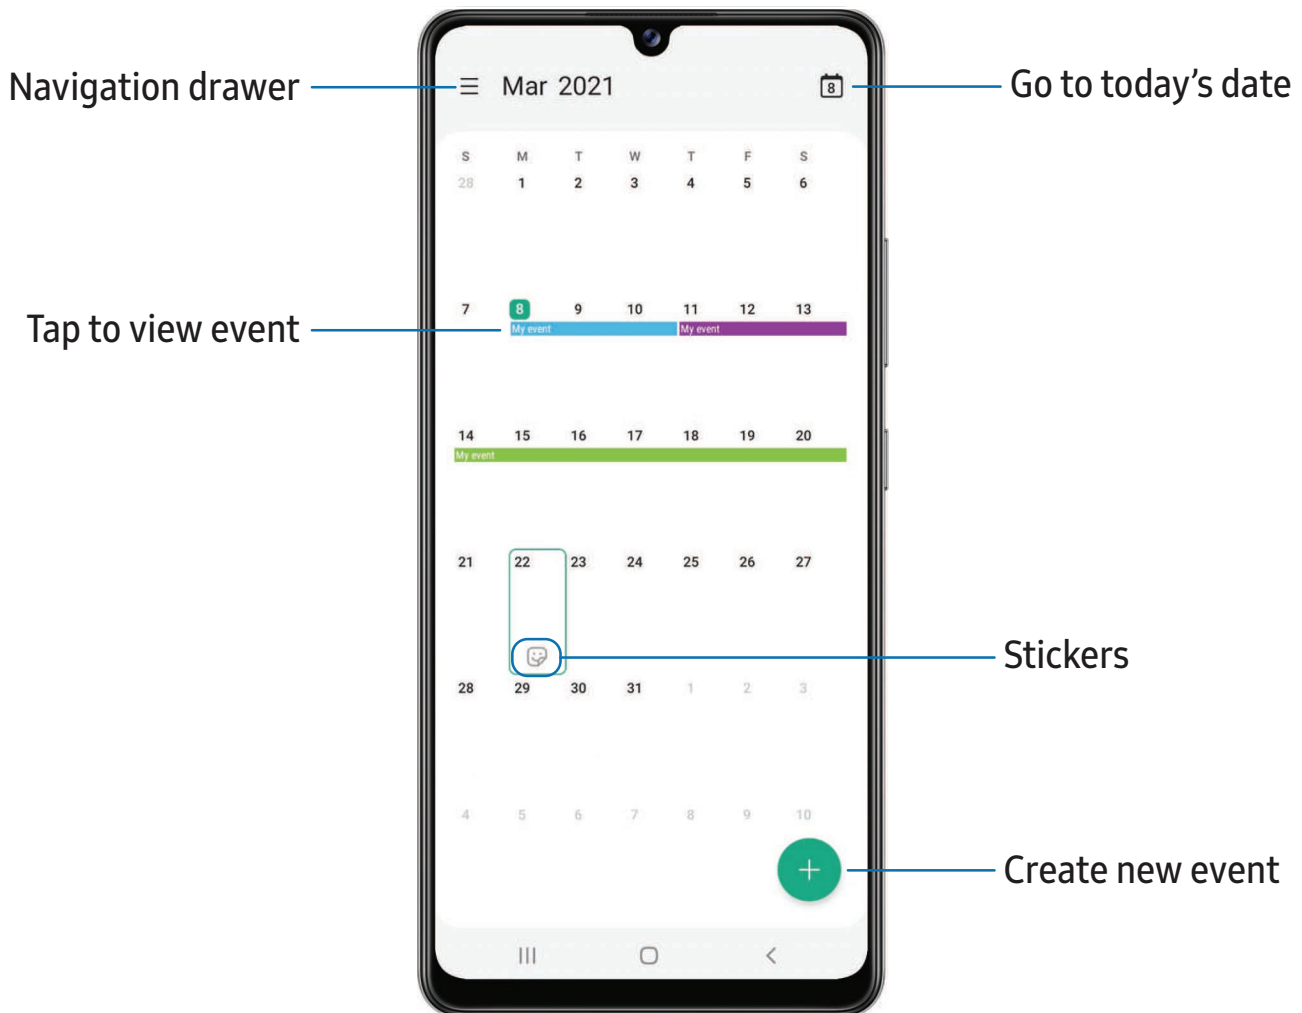 Navigation drawer
Mar 2021
8
Go to today's date
S M T W T F S
28 1 2 3 4 5 6
7 8 9 10 11 12 13
Tap to view event
My event My event
14 15 16 17 18 19 20
My event
21 22 23 24 25 26 27
Stickers
28 29 30 31 1 2 3
4 5 6 7 8 9 10
Create new event